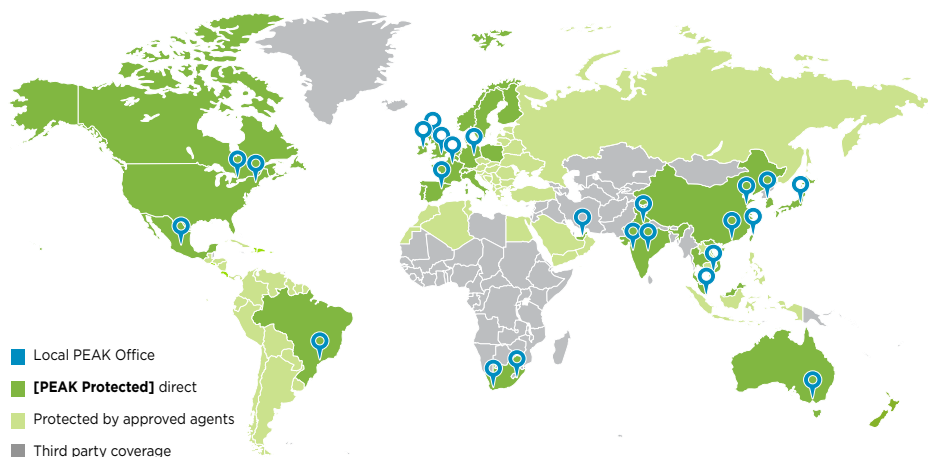 Local PEAK Office
[PEAK Protected] direct
Protected by approved agents
Third party coverage